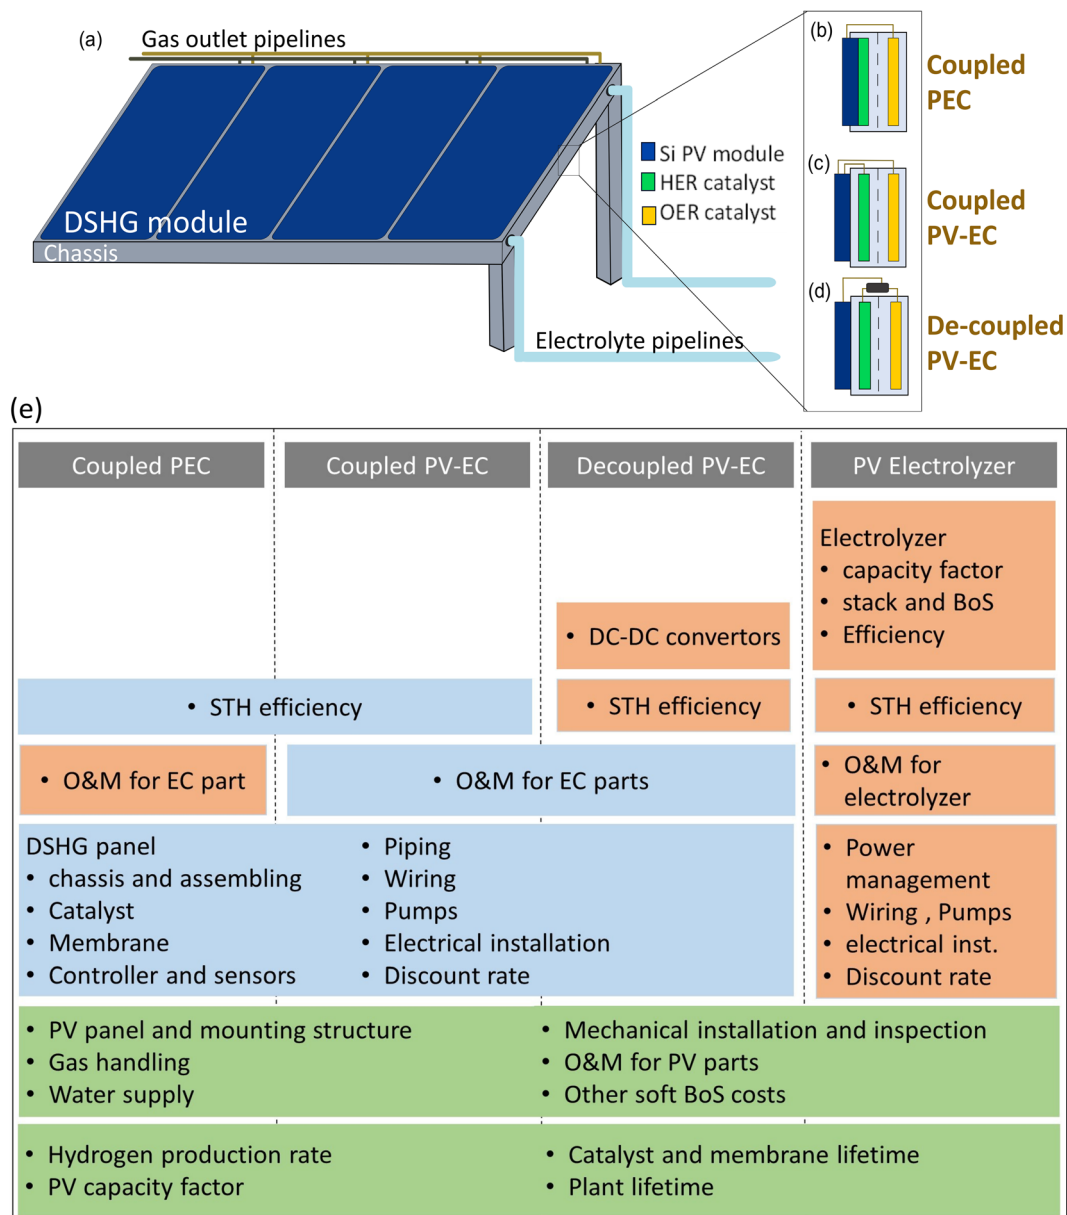 (a)
Gas outlet pipelines
DSHG module
Chassis
Electrolyte pipelines
Si PV module
HER catalyst
OER catalyst
(b)
Coupled
PEC
(c)
Coupled
PV-EC
(d)
De-coupled
PV-EC
(e)
Coupled PEC
Coupled PV-EC
Decoupled PV-EC
PV Electrolyzer
Electrolyzer
• capacity factor
• stack and BoS
• Efficiency
• DC-DC convertors
• STH efficiency
• STH efficiency
• STH efficiency
• O&M for EC part
• O&M for EC parts
• O&M for
electrolyzer
DSHG panel
• chassis and assembling
• Catalyst
• Membrane
• Controller and sensors
• Piping
• Wiring
• Pumps
• Electrical installation
• Discount rate
• Power
management
• Wiring , Pumps
• electrical inst.
• Discount rate
• PV panel and mounting structure
• Gas handling
• Water supply
• Mechanical installation and inspection
• O&M for PV parts
• Other soft BoS costs
• Hydrogen production rate
• PV capacity factor
• Catalyst and membrane lifetime
• Plant lifetime